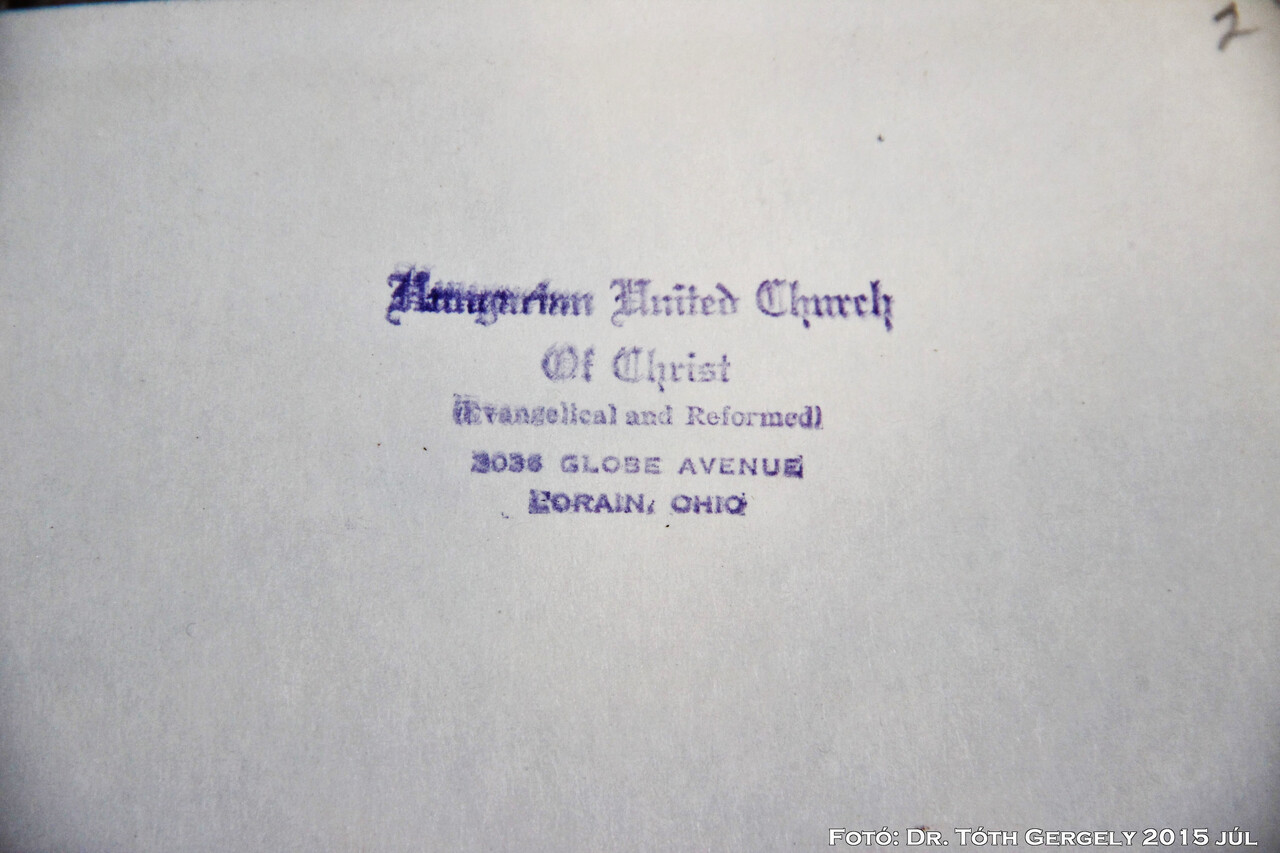 2
Hungarian United Church
Of Christ
(Evangelical and Reformed)
3036 GLOBE AVENUE
LORAIN, OHIO
FOTÓ: DR. TÓTH GERGELY 2015 JÚL